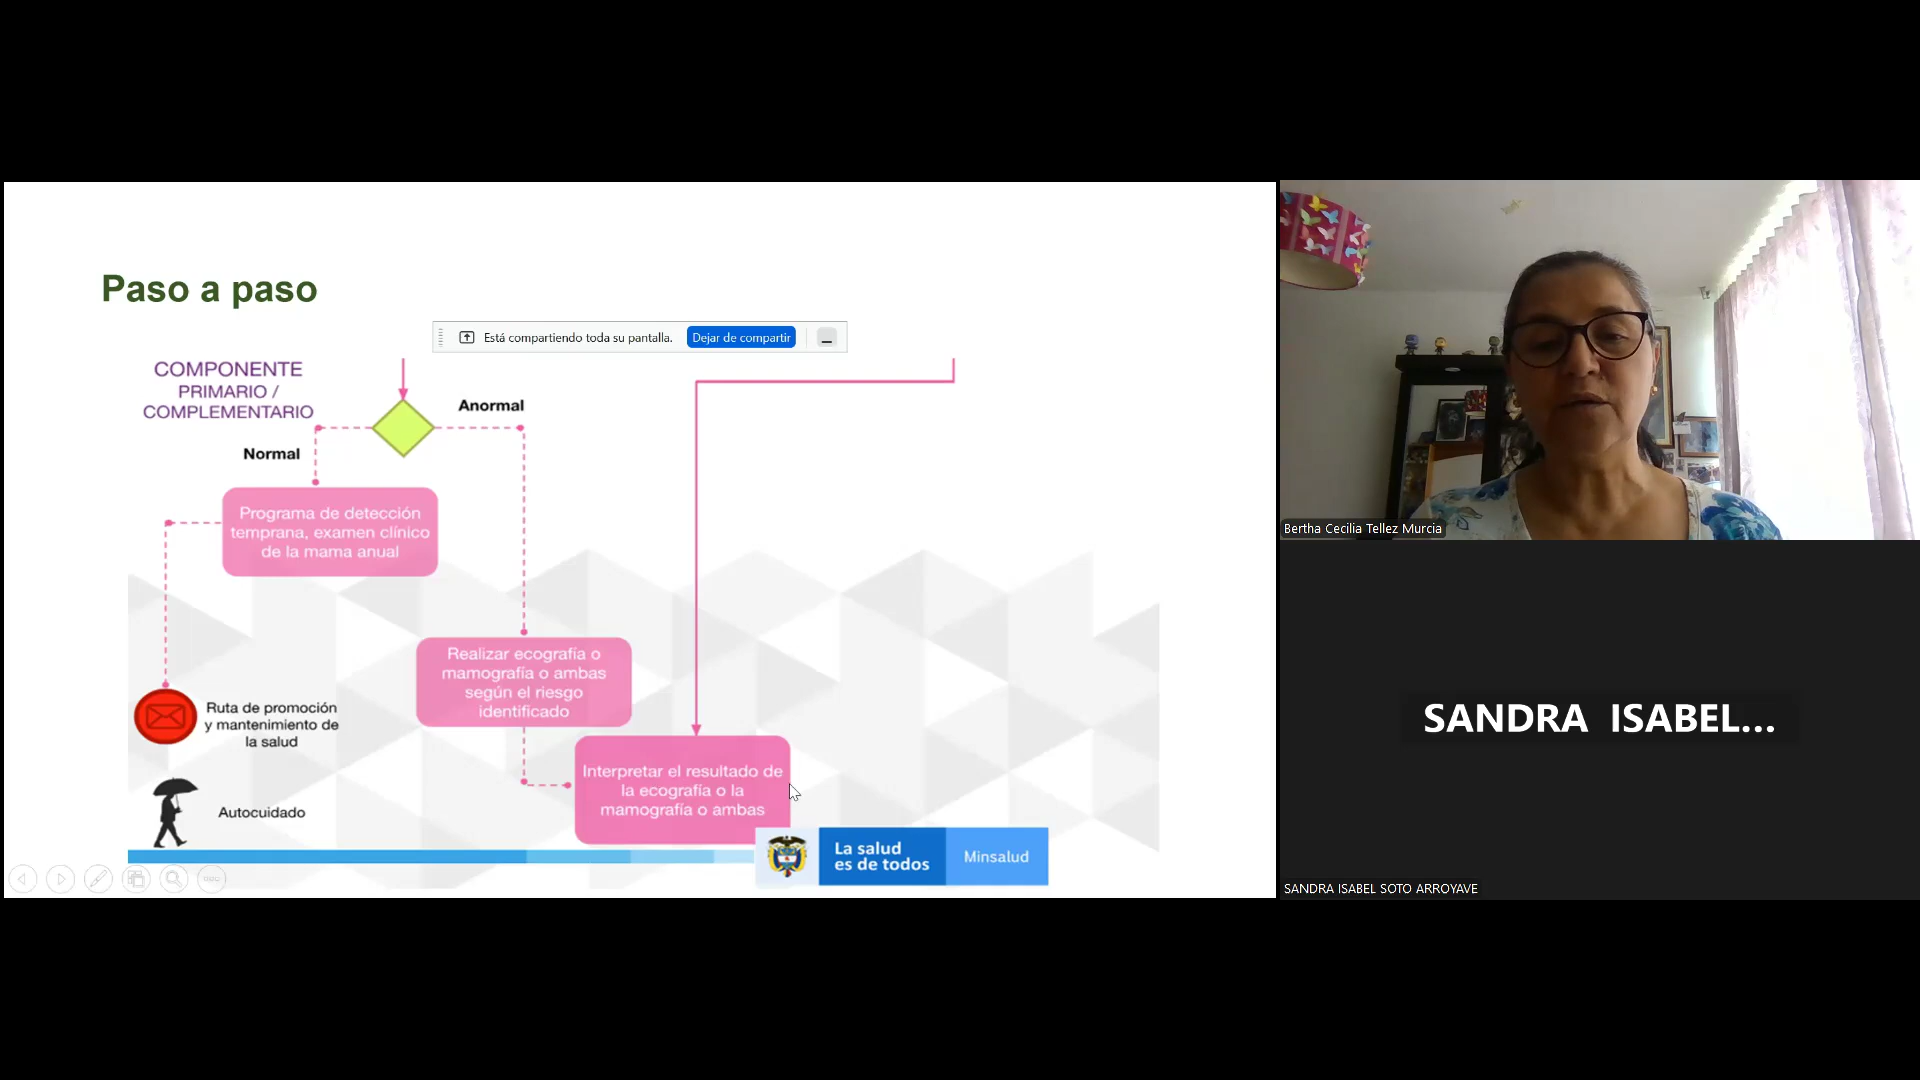 Paso a paso
Está compartiendo toda su pantalla.
Dejar de compartir
COMPONENTE
PRIMARIO /
COMPLEMENTARIO
Anormal
Normal
Programa de detección
temprana, examen clínico
de la mama anual
Realizar ecografía o
mamografía o ambas
según el riesgo
identificado
Ruta de promoción
y mantenimiento de
la salud
Interpretar el resultado de
la ecografía o la
mamografía o ambas
Autocuidado
La salud
es de todos
Minsalud
Bertha Cecilia Tellez Murcia
SANDRA ISABEL...
SANDRA ISABEL SOTO ARROYAVE